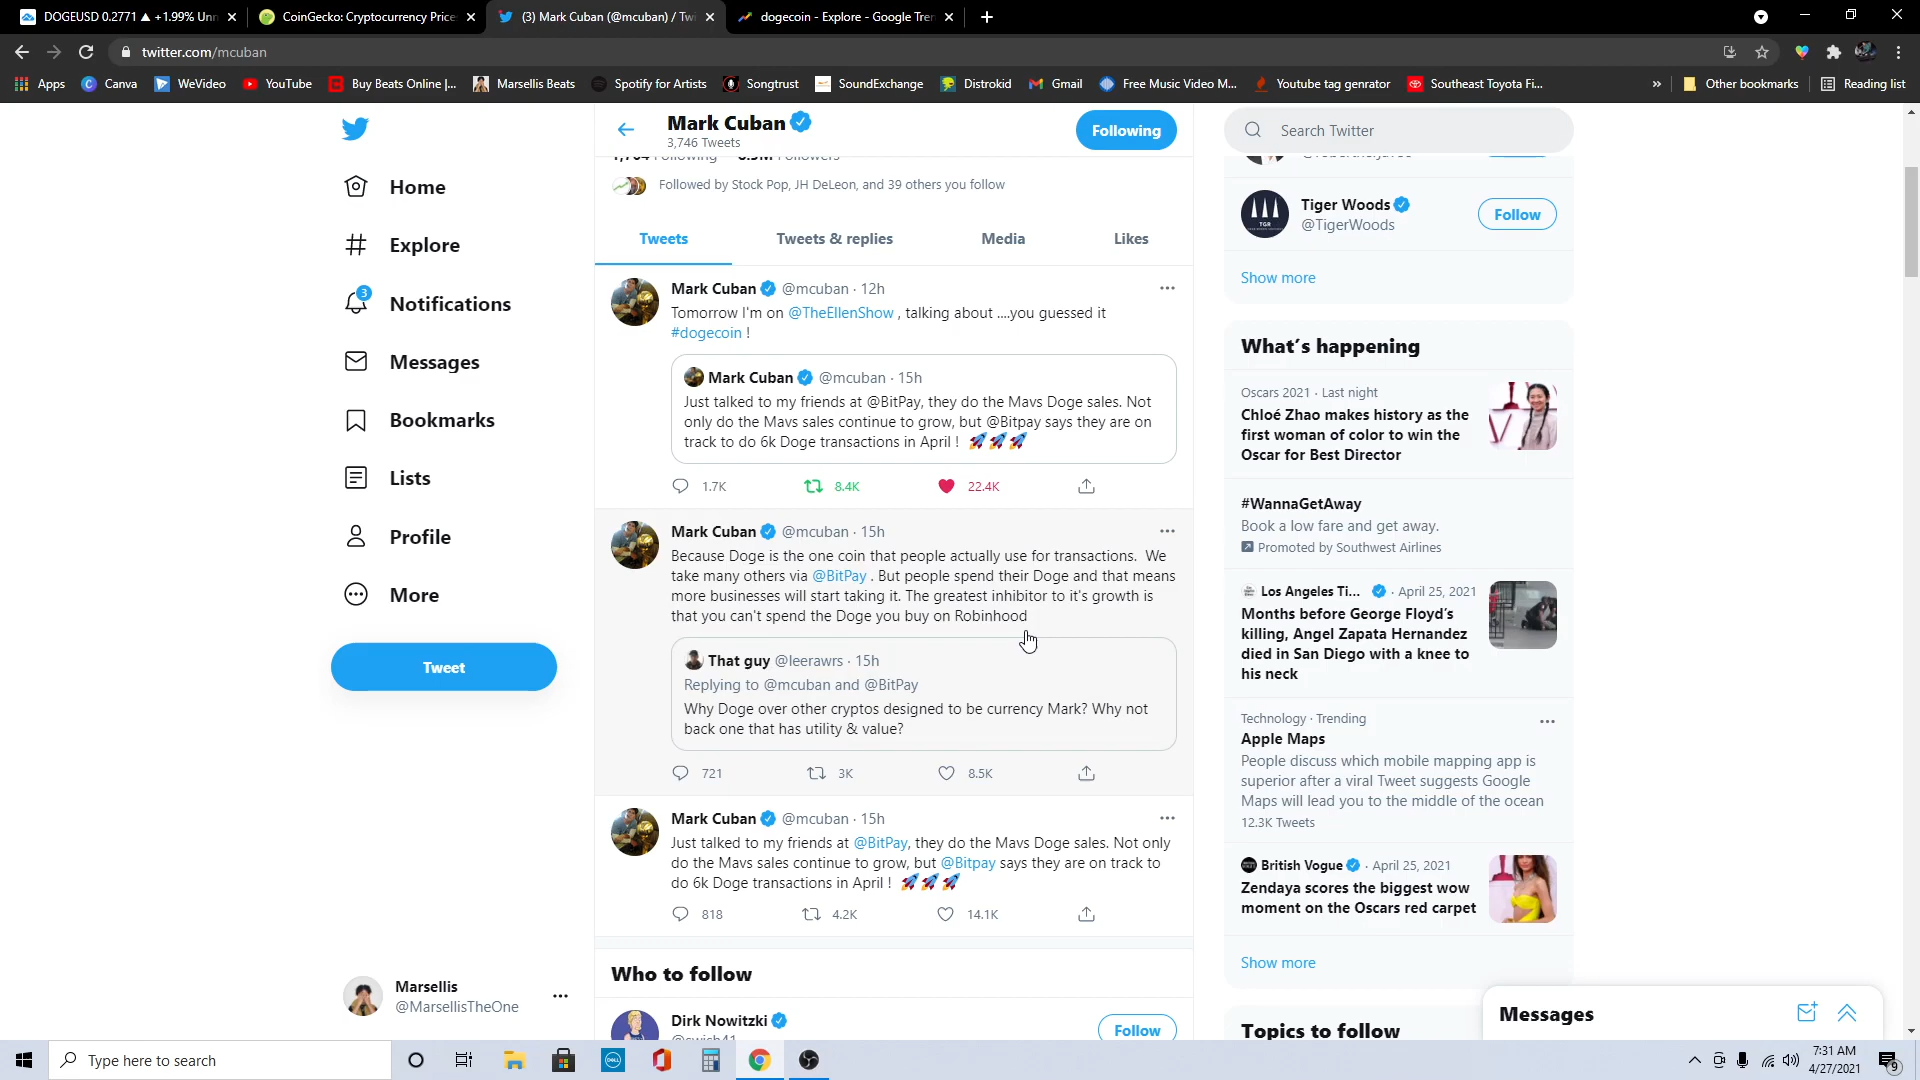 DOGEUSD 0.2771 ▲ +1.99% Unn
CoinGecko: Cryptocurrency Price
(3) Mark Cuban (@mcuban) / Twi
dogecoin - Explore - Google Tren
twitter.com/mcuban
Apps
Canva
WeVideo
YouTube
Buy Beats Online |...
Marsellis Beats
Spotify for Artists
Songtrust
SoundExchange
Distrokid
Gmail
Free Music Video M...
Youtube tag genrator
Southeast Toyota Fi...
»
Other bookmarks
Reading list
Home
Explore
3
Notifications
Messages
Bookmarks
Lists
Profile
More
Tweet
Marsellis
@MarsellisTheOne
Mark Cuban
3,746 Tweets
Following
Followed by Stock Pop, JH DeLeon, and 39 others you follow
Tweets
Tweets & replies
Media
Likes
Mark Cuban @mcuban · 12h
Tomorrow I'm on @TheEllenShow , talking about ....you guessed it
#dogecoin !
Mark Cuban @mcuban · 15h
Just talked to my friends at @BitPay, they do the Mavs Doge sales. Not
only do the Mavs sales continue to grow, but @Bitpay says they are on
track to do 6k Doge transactions in April ! 🚀🚀🚀
1.7K
8.4K
22.4K
Mark Cuban @mcuban · 15h
Because Doge is the one coin that people actually use for transactions. We
take many others via @BitPay . But people spend their Doge and that means
more businesses will start taking it. The greatest inhibitor to it's growth is
that you can't spend the Doge you buy on Robinhood
That guy @leerawrs · 15h
Replying to @mcuban and @BitPay
Why Doge over other cryptos designed to be currency Mark? Why not
back one that has utility & value?
721
3K
8.5K
Mark Cuban @mcuban · 15h
Just talked to my friends at @BitPay, they do the Mavs Doge sales. Not only
do the Mavs sales continue to grow, but @Bitpay says they are on track to
do 6k Doge transactions in April ! 🚀🚀🚀
818
4.2K
14.1K
Who to follow
Dirk Nowitzki
Follow
Search Twitter
TGR
Tiger Woods
@TigerWoods
Follow
Show more
What's happening
Oscars 2021 · Last night
Chloé Zhao makes history as the
first woman of color to win the
Oscar for Best Director
#WannaGetAway
Book a low fare and get away.
Promoted by Southwest Airlines
Los Angeles Ti... · April 25, 2021
Months before George Floyd's
killing, Angel Zapata Hernandez
died in San Diego with a knee to
his neck
Technology · Trending
Apple Maps
People discuss which mobile mapping app is
superior after a viral Tweet suggests Google
Maps will lead you to the middle of the ocean
12.3K Tweets
British Vogue · April 25, 2021
Zendaya scores the biggest wow
moment on the Oscars red carpet
Show more
Topics to follow
Messages
Type here to search
DELL
7:31 AM
4/27/2021
9